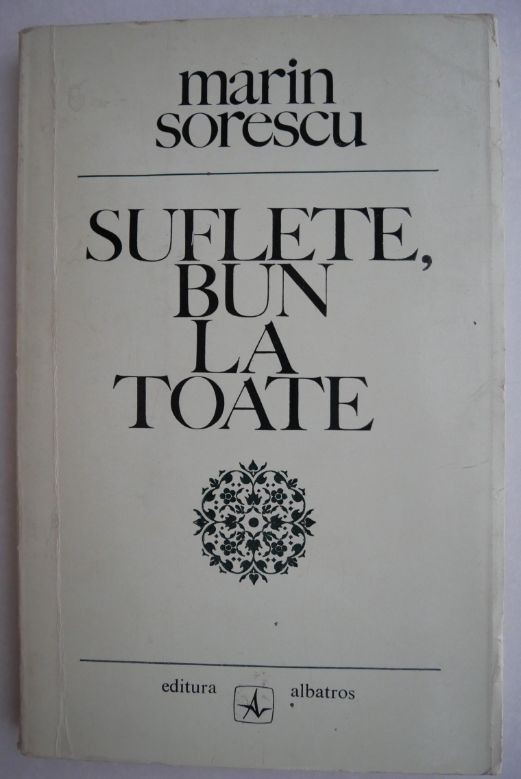 marin
sorescu
SUFLETE,
BUN
LA
TOATE
editura albatros